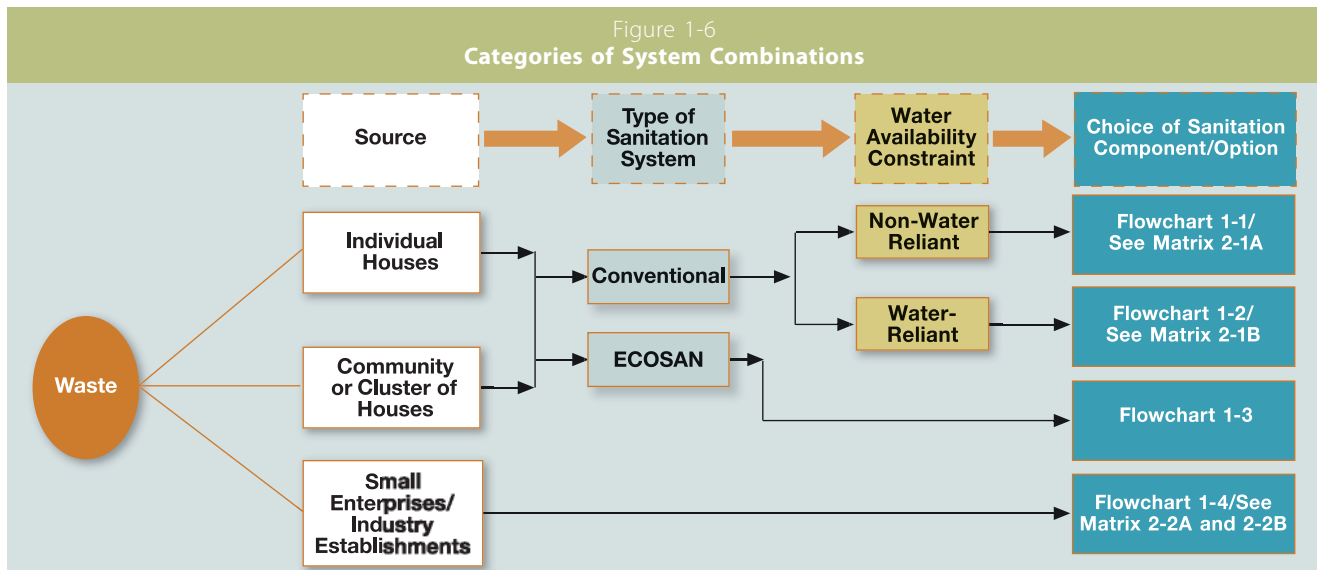 Figure 1-6
Categories of System Combinations
Source
Type of
Sanitation
System
Water
Availability
Constraint
Choice of Sanitation
Component/Option
Waste
Individual
Houses
Community
or Cluster of
Houses
Small
Enterprises/
Industry
Establishments
Conventional
ECOSAN
Non-Water
Reliant
Water-
Reliant
Flowchart 1-1/
See Matrix 2-1A
Flowchart 1-2/
See Matrix 2-1B
Flowchart 1-3
Flowchart 1-4/See
Matrix 2-2A and 2-2B